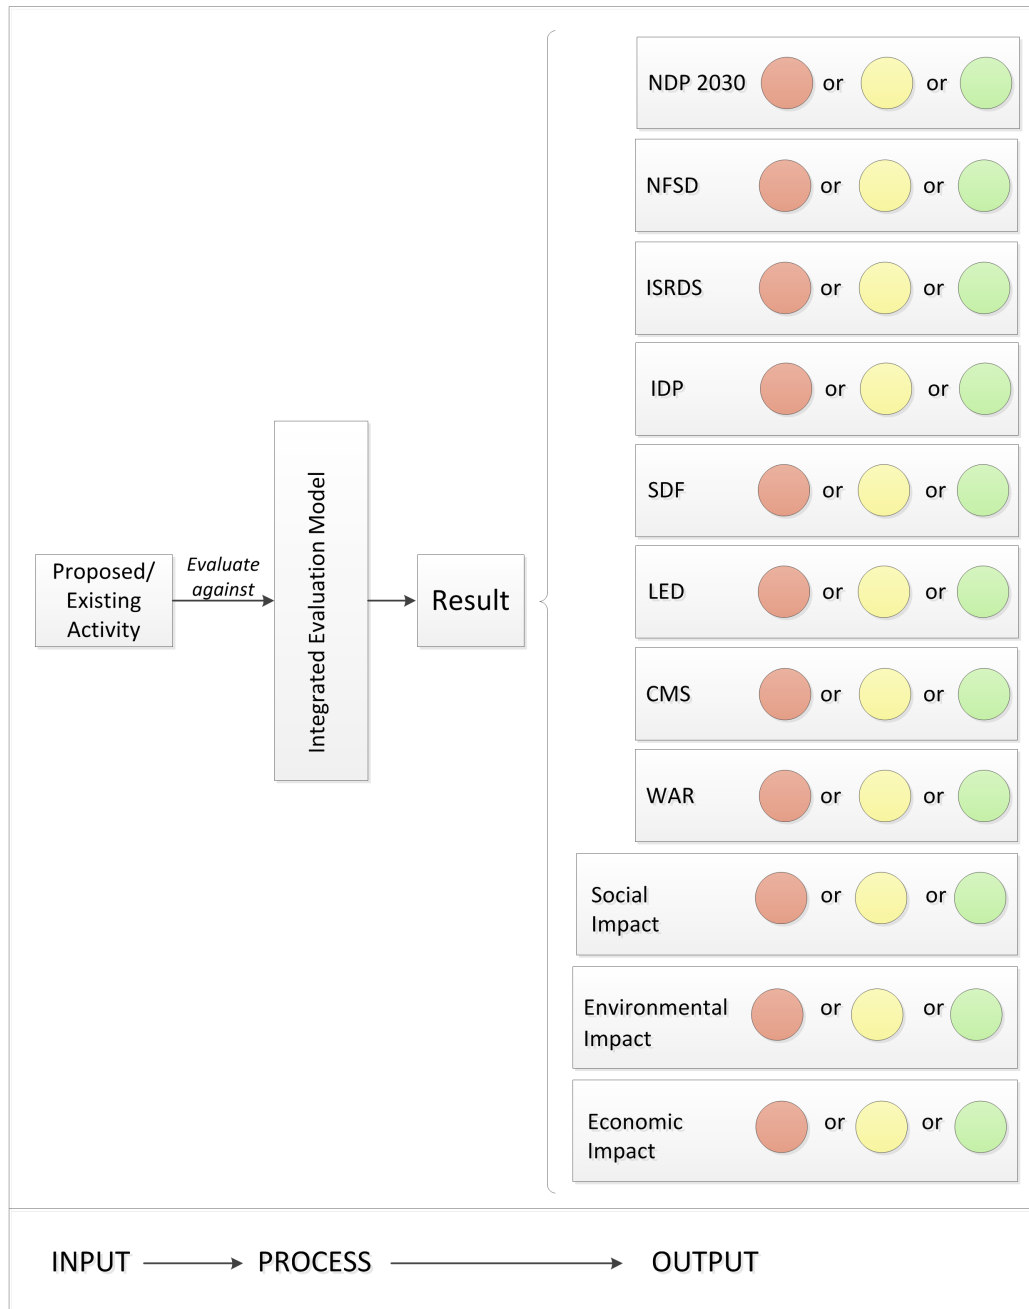 NDP 2030 or or
NFSD or or
ISRDS or or
IDP or or
SDF or or
LED or or
CMS or or
WAR or or
Social
Impact
or or
Environmental
Impact
or or
Economic
Impact
or or
Proposed/
Existing
Activity
Evaluate
against
Integrated Evaluation Model
Result
INPUT PROCESS OUTPUT